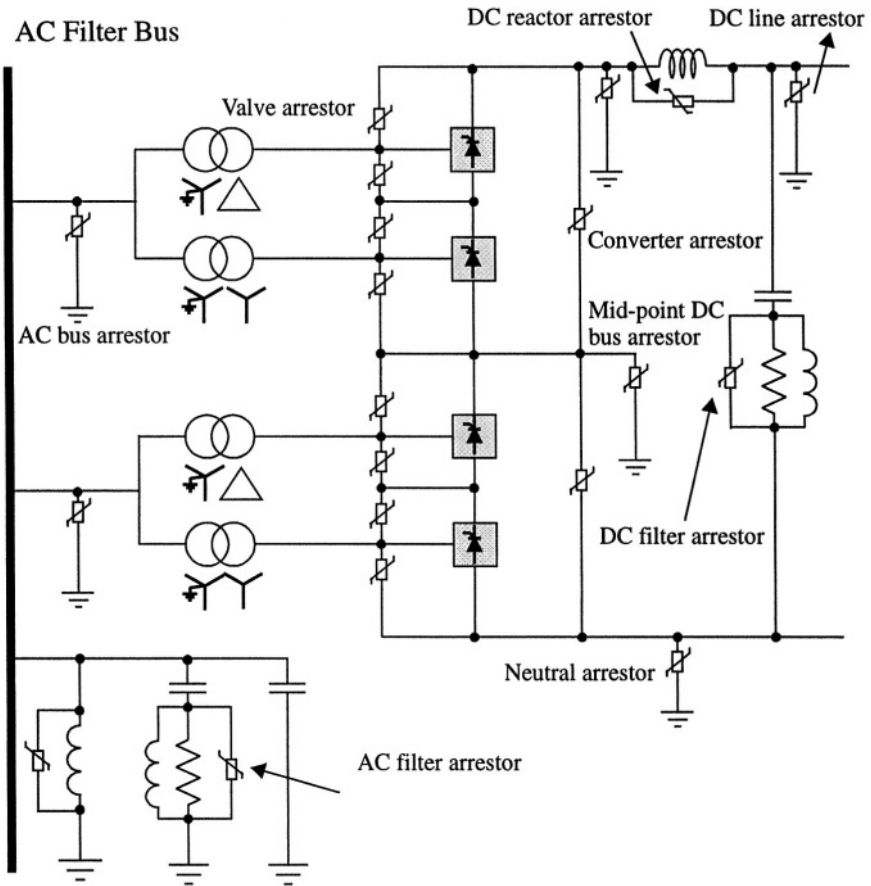 DC reactor arrestor
DC line arrestor
AC Filter Bus
Valve arrestor
Converter arrestor
Mid-point DC
bus arrestor
AC bus arrestor
DC filter arrestor
Neutral arrestor
AC filter arrestor